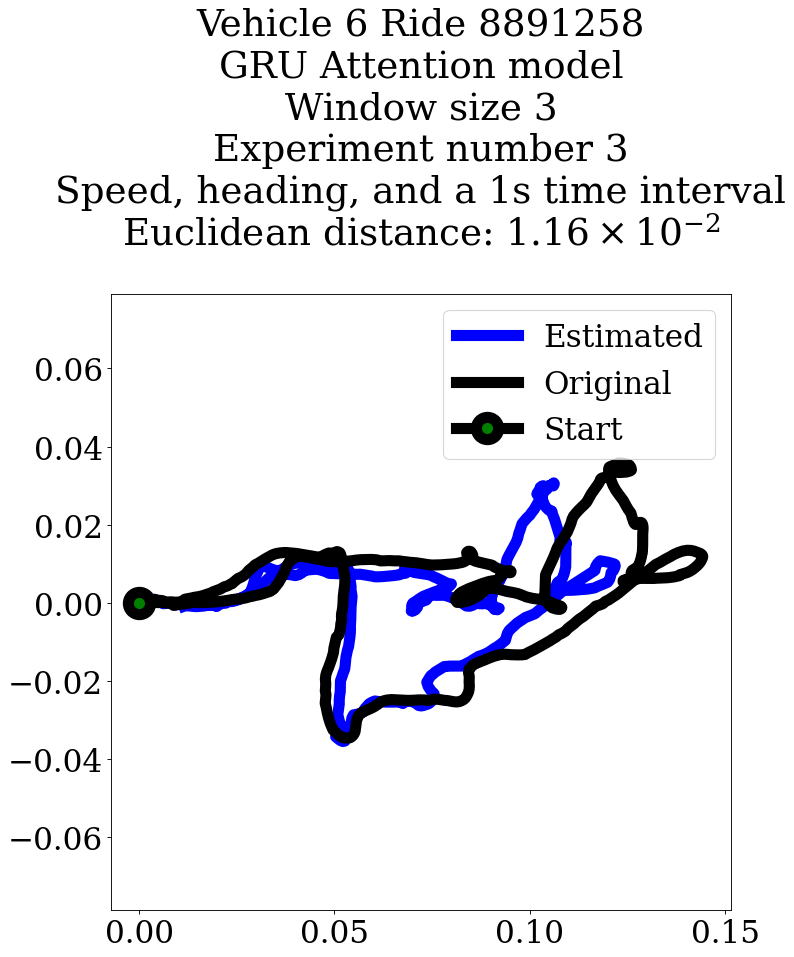 Vehicle 6 Ride 8891258
GRU Attention model
Window size 3
Experiment number 3
Speed, heading, and a 1s time interval
Euclidean distance: 1.16 × 10⁻²
Estimated
Original
Start
0.06
0.04
0.02
0.00
−0.02
−0.04
−0.06
0.00 0.05 0.10 0.15